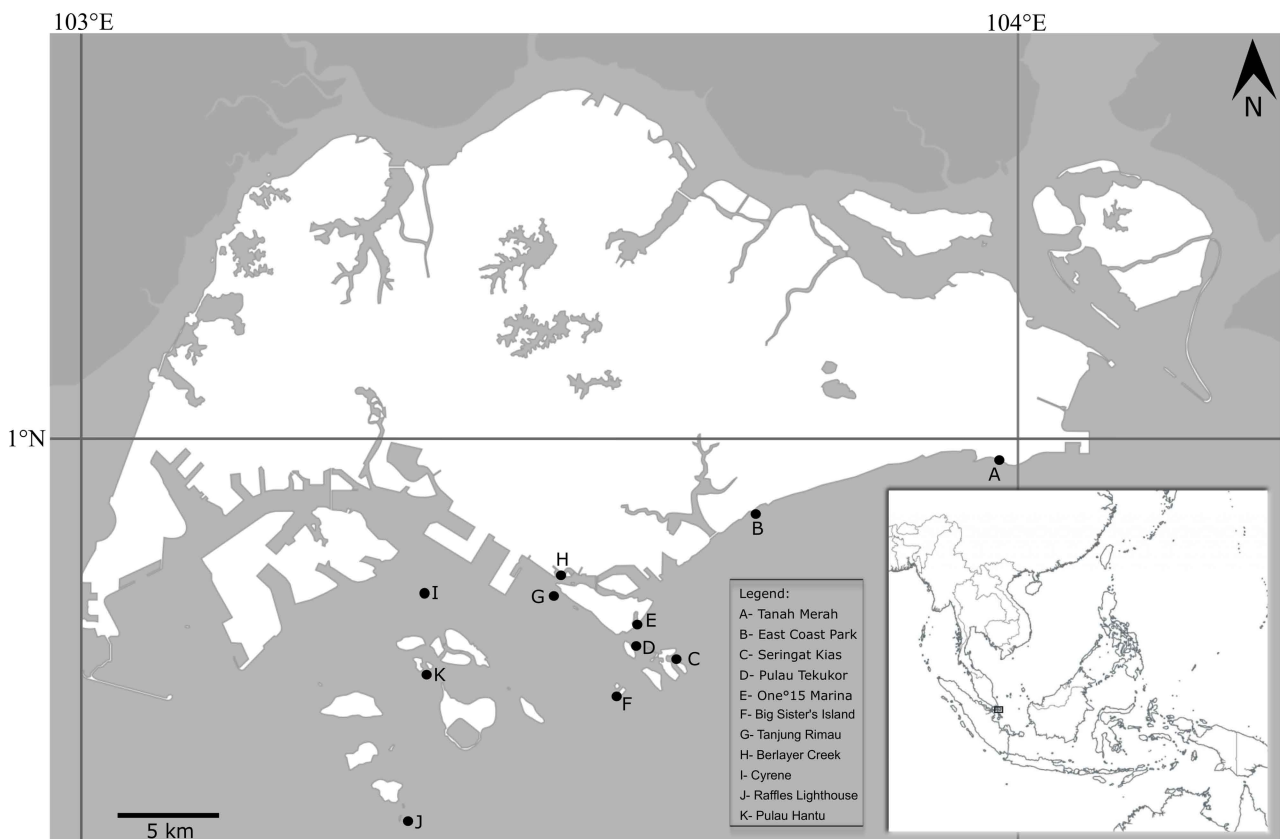 103°E
104°E
N
1°N
A
B
H
I
G
E
D
C
K
F
J
5 km
Legend:
A- Tanah Merah
B- East Coast Park
C- Seringat Kias
D- Pulau Tekukor
E- One°15 Marina
F- Big Sister's Island
G- Tanjung Rimau
H- Berlayer Creek
I- Cyrene
J- Raffles Lighthouse
K- Pulau Hantu